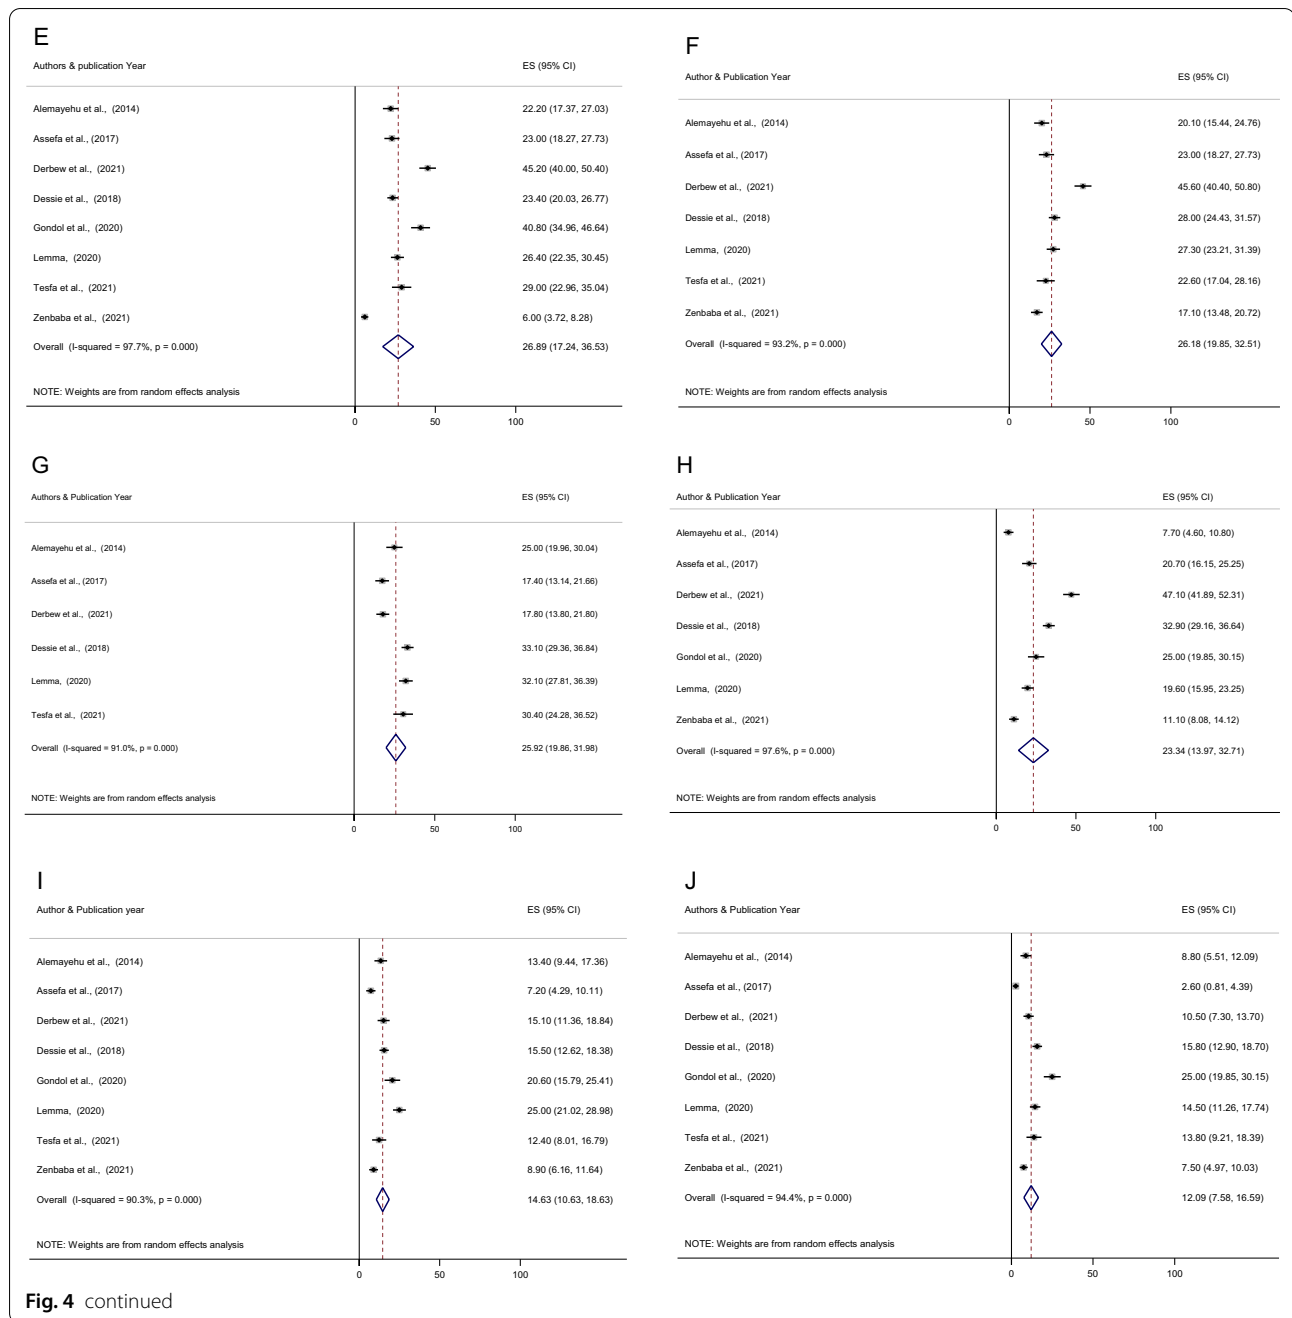 E
Authors & publication Year ES (95% CI)
Alemayehu et al., (2014) 22.20 (17.37, 27.03)
Assefa et al., (2017) 23.00 (18.27, 27.73)
Derbew et al., (2021) 45.20 (40.00, 50.40)
Dessie et al., (2018) 23.40 (20.03, 26.77)
Gondol et al., (2020) 40.80 (34.96, 46.64)
Lemma, (2020) 26.40 (22.35, 30.45)
Tesfa et al., (2021) 29.00 (22.96, 35.04)
Zenbaba et al., (2021) 6.00 (3.72, 8.28)
Overall (I-squared = 97.7%, p = 0.000) 26.89 (17.24, 36.53)
NOTE: Weights are from random effects analysis
0 50 100
F
Author & Publication Year ES (95% CI)
Alemayehu et al., (2014) 20.10 (15.44, 24.76)
Assefa et al., (2017) 23.00 (18.27, 27.73)
Derbew et al., (2021) 45.60 (40.40, 50.80)
Dessie et al., (2018) 28.00 (24.43, 31.57)
Lemma, (2020) 27.30 (23.21, 31.39)
Tesfa et al., (2021) 22.60 (17.04, 28.16)
Zenbaba et al., (2021) 17.10 (13.48, 20.72)
Overall (I-squared = 93.2%, p = 0.000) 26.18 (19.85, 32.51)
NOTE: Weights are from random effects analysis
0 50 100
G
Authors & Publication Year ES (95% CI)
Alemayehu et al., (2014) 25.00 (19.96, 30.04)
Assefa et al., (2017) 17.40 (13.14, 21.66)
Derbew et al., (2021) 17.80 (13.80, 21.80)
Dessie et al., (2018) 33.10 (29.36, 36.84)
Lemma, (2020) 32.10 (27.81, 36.39)
Tesfa et al., (2021) 30.40 (24.28, 36.52)
Overall (I-squared = 91.0%, p = 0.000) 25.92 (19.86, 31.98)
NOTE: Weights are from random effects analysis
0 50 100
H
Author & Publication Year ES (95% CI)
Alemayehu et al., (2014) 7.70 (4.60, 10.80)
Assefa et al., (2017) 20.70 (16.15, 25.25)
Derbew et al., (2021) 47.10 (41.89, 52.31)
Dessie et al., (2018) 32.90 (29.16, 36.64)
Gondol et al., (2020) 25.00 (19.85, 30.15)
Lemma, (2020) 19.60 (15.95, 23.25)
Zenbaba et al., (2021) 11.10 (8.08, 14.12)
Overall (I-squared = 97.6%, p = 0.000) 23.34 (13.97, 32.71)
NOTE: Weights are from random effects analysis
0 50 100
I
Author & Publication year ES (95% CI)
Alemayehu et al., (2014) 13.40 (9.44, 17.36)
Assefa et al., (2017) 7.20 (4.29, 10.11)
Derbew et al., (2021) 15.10 (11.36, 18.84)
Dessie et al., (2018) 15.50 (12.62, 18.38)
Gondol et al., (2020) 20.60 (15.79, 25.41)
Lemma, (2020) 25.00 (21.02, 28.98)
Tesfa et al., (2021) 12.40 (8.01, 16.79)
Zenbaba et al., (2021) 8.90 (6.16, 11.64)
Overall (I-squared = 90.3%, p = 0.000) 14.63 (10.63, 18.63)
NOTE: Weights are from random effects analysis
0 50 100
J
Authors & Publication Year ES (95% CI)
Alemayehu et al., (2014) 8.80 (5.51, 12.09)
Assefa et al., (2017) 2.60 (0.81, 4.39)
Derbew et al., (2021) 10.50 (7.30, 13.70)
Dessie et al., (2018) 15.80 (12.90, 18.70)
Gondol et al., (2020) 25.00 (19.85, 30.15)
Lemma, (2020) 14.50 (11.26, 17.74)
Tesfa et al., (2021) 13.80 (9.21, 18.39)
Zenbaba et al., (2021) 7.50 (4.97, 10.03)
Overall (I-squared = 94.4%, p = 0.000) 12.09 (7.58, 16.59)
NOTE: Weights are from random effects analysis
0 50 100
Fig. 4 continued